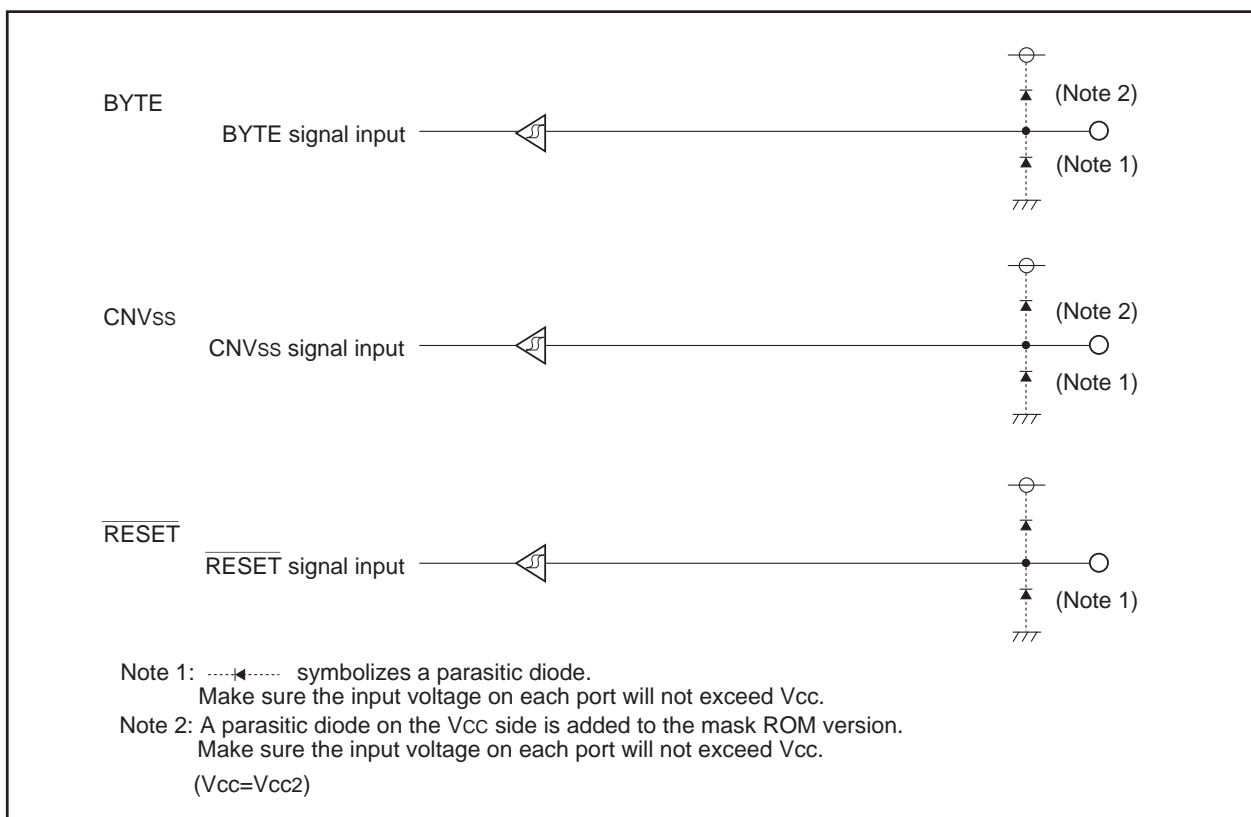 (Note 2)
BYTE
BYTE signal input
(Note 1)
(Note 2)
CNVss
CNVss signal input
(Note 1)
RESET
RESET signal input
(Note 1)
Note 1: symbolizes a parasitic diode.
Make sure the input voltage on each port will not exceed Vcc.
Note 2: A parasitic diode on the VCC side is added to the mask ROM version.
Make sure the input voltage on each port will not exceed Vcc.
(Vcc=Vcc2)